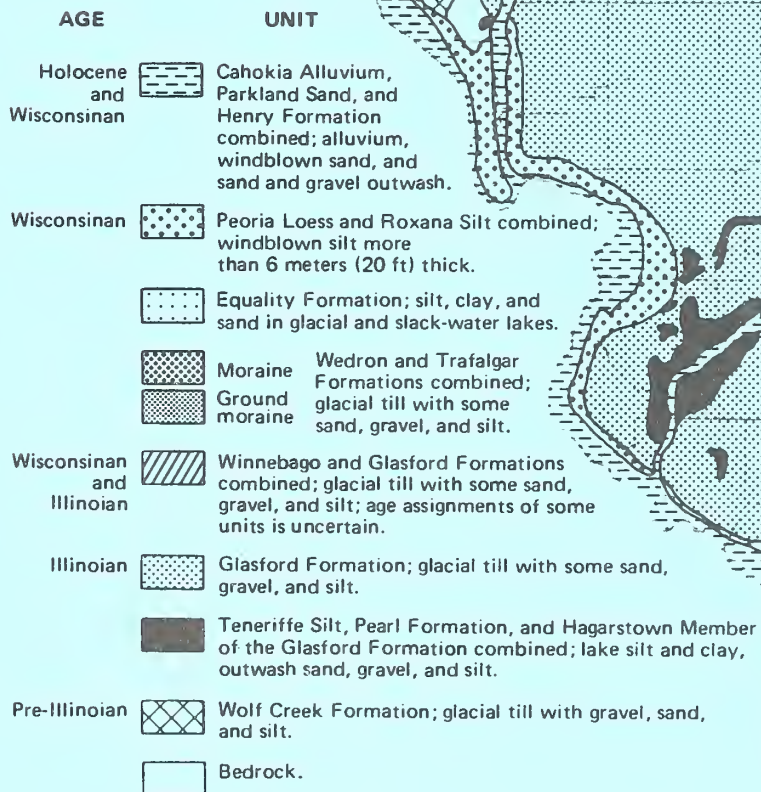 AGE UNIT
Holocene and Wisconsinan
Cahokia Alluvium,
Parkland Sand, and
Henry Formation
combined; alluvium,
windblown sand, and
sand and gravel outwash.
Wisconsinan
Peoria Loess and Roxana Silt combined;
windblown silt more
than 6 meters (20 ft) thick.
Equality Formation; silt, clay, and
sand in glacial and slack-water lakes.
Moraine
Ground
moraine
Wedron and Trafalgar
Formations combined;
glacial till with some
sand, gravel, and silt.
Wisconsinan
and
Illinoian
Winnebago and Glasford Formations
combined; glacial till with some sand,
gravel, and silt; age assignments of some
units is uncertain.
Illinoian
Glasford Formation; glacial till with some sand,
gravel, and silt.
Teneriffe Silt, Pearl Formation, and Hagarstown Member
of the Glasford Formation combined; lake silt and clay,
outwash sand, gravel, and silt.
Pre-Illinoian
Wolf Creek Formation; glacial till with gravel, sand,
and silt.
Bedrock.